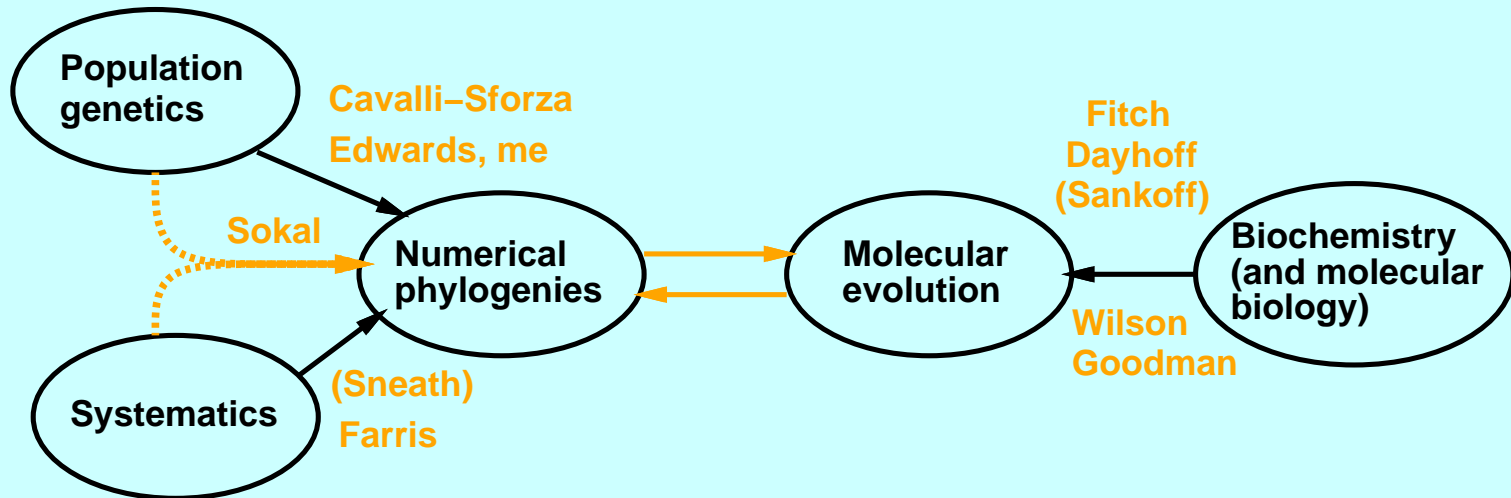 Population
genetics
Cavalli–Sforza
Edwards, me
Sokal
Numerical
phylogenies
Systematics
(Sneath)
Farris
Molecular
evolution
Fitch
Dayhoff
(Sankoff)
Biochemistry
(and molecular
biology)
Wilson
Goodman